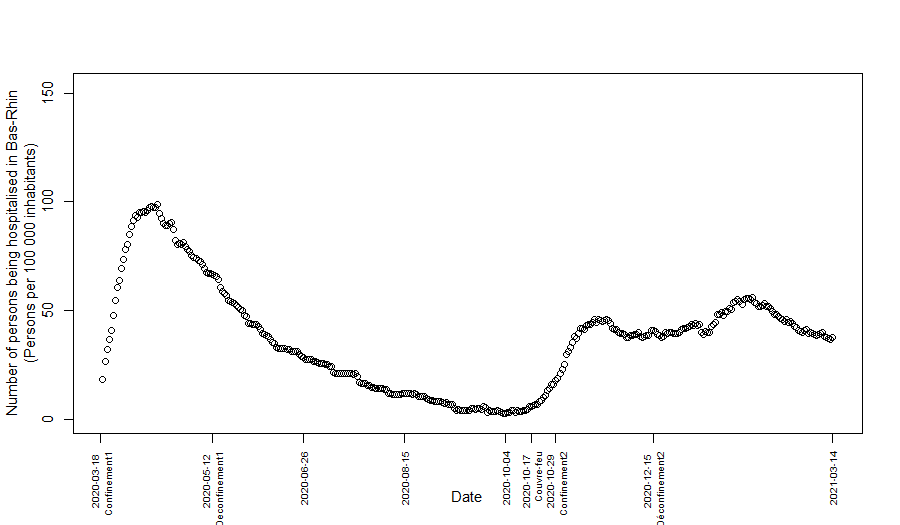 Number of persons being hospitalised in Bas-Rhin
(Persons per 100 000 inhabitants)
150
100
50
0
2020-03-18
Confinement1
2020-05-12
Déconfinement1
2020-06-26
2020-08-15
2020-10-04
2020-10-17
Couvre-feu
2020-10-29
Confinement2
2020-12-15
Déconfinement2
2021-03-14
Date